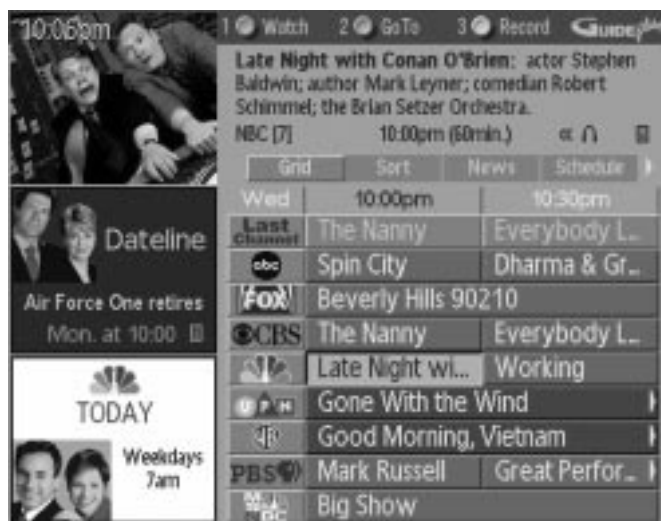 10:06pm
1 Watch 2 GoTo 3 Record GUIDE plus
Late Night with Conan O'Brien: actor Stephen
Baldwin; author Mark Leyner; comedian Robert
Schimmel; the Brian Setzer Orchestra.
NBC [7] 10:00pm (60min.) cc
Grid Sort News Schedule
Wed 10:00pm 10:30pm
Last Channel The Nanny Everybody L...
abc Spin City Dharma & Gr...
FOX Beverly Hills 90210
CBS The Nanny Everybody L...
Late Night wi... Working
UPN Gone With the Wind
Good Morning, Vietnam
PBS Mark Russell Great Perfor...
MSNBC Big Show
Dateline
Air Force One retires
Mon. at 10:00
TODAY
Weekdays
7am